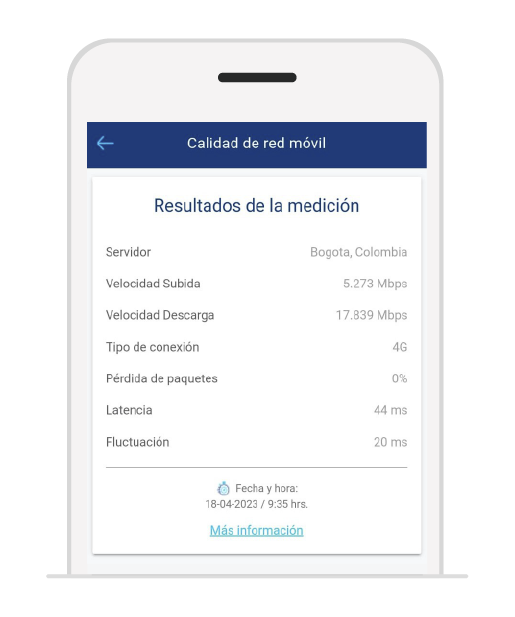 Calidad de red móvil
Resultados de la medición
Servidor Bogota, Colombia
Velocidad Subida 5.273 Mbps
Velocidad Descarga 17.839 Mbps
Tipo de conexión 4G
Pérdida de paquetes 0%
Latencia 44 ms
Fluctuación 20 ms
Fecha y hora:
18-04-2023 / 9:35 hrs.
Más información